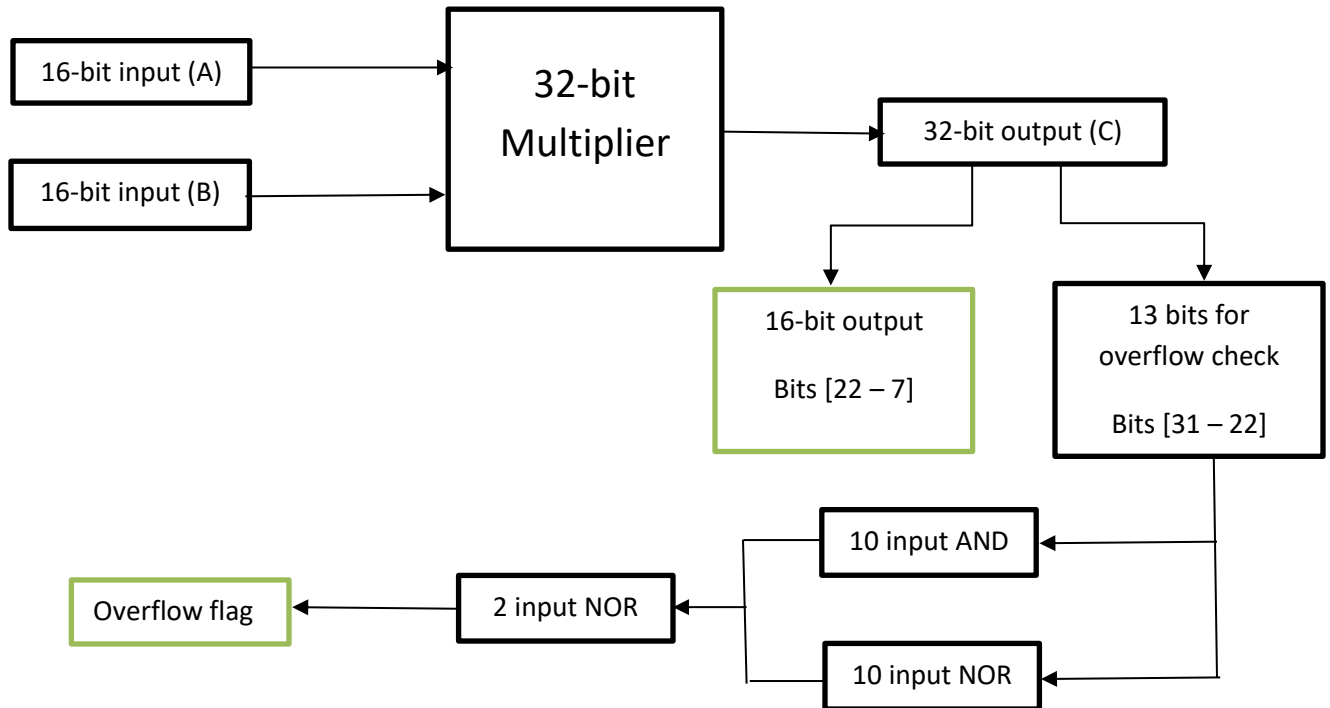 16-bit input (A)
16-bit input (B)
32-bit
Multiplier
32-bit output (C)
16-bit output
Bits [22 – 7]
13 bits for
overflow check
Bits [31 – 22]
10 input AND
10 input NOR
2 input NOR
Overflow flag